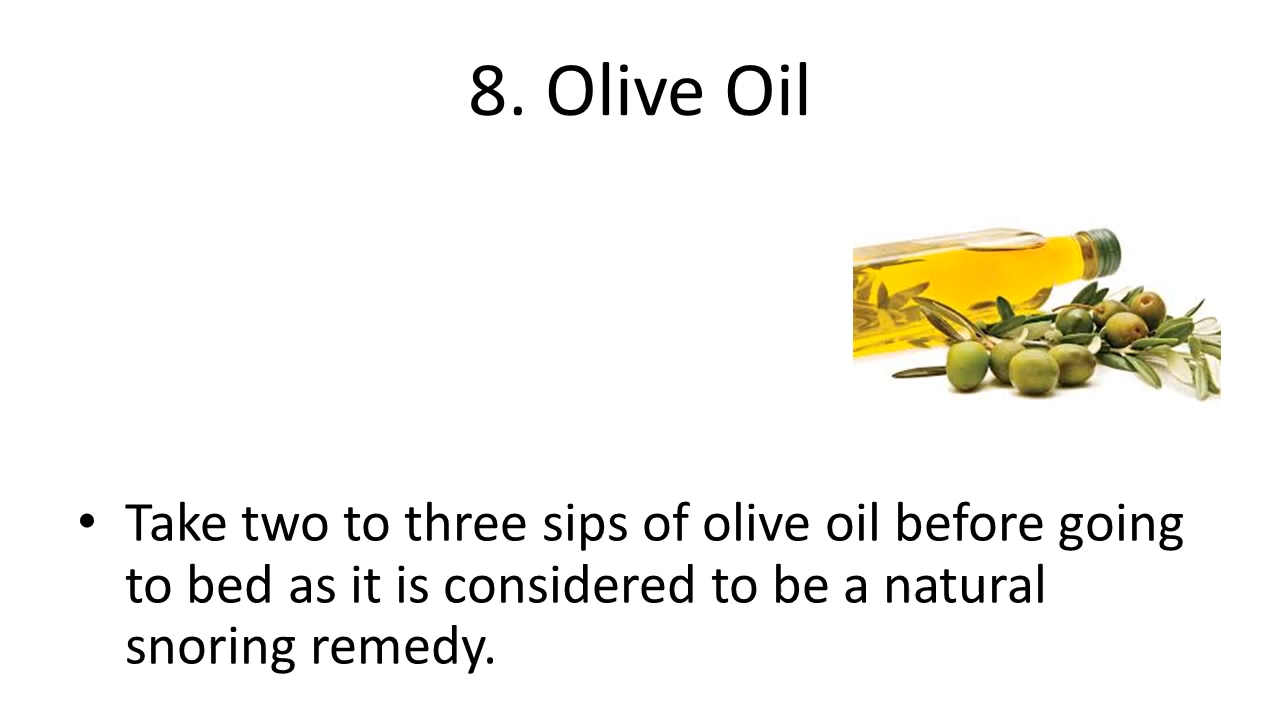 8. Olive Oil
• Take two to three sips of olive oil before going
to bed as it is considered to be a natural
snoring remedy.